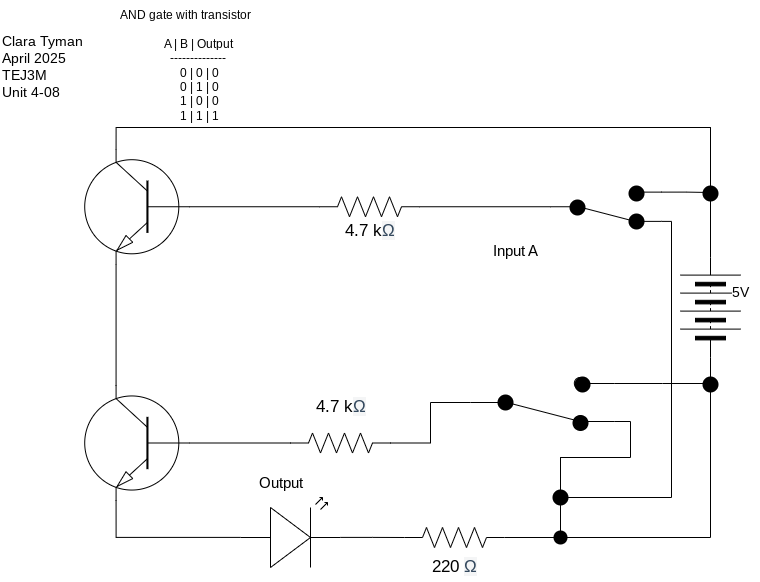 AND gate with transistor
Clara Tyman
April 2025
TEJ3M
Unit 4-08
A | B | Output
--------------
0 | 0 | 0
0 | 1 | 0
1 | 0 | 0
1 | 1 | 1
4.7 kΩ
Input A
5V
4.7 kΩ
Output
220 Ω